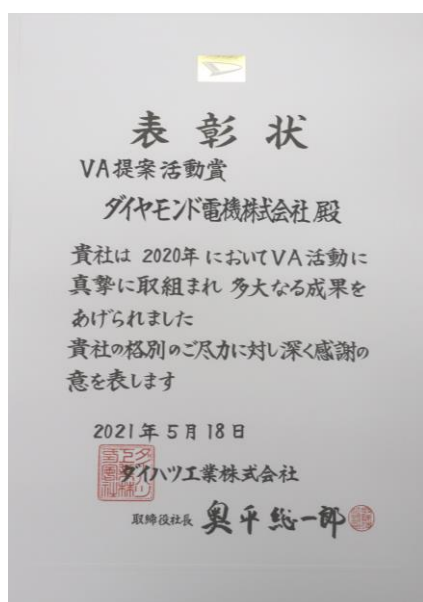 表彰状
VA提案活動賞
ダイヤモンド電機株式会社 殿
貴社は 2020年 においてVA活動に
真摯に取組まれ 多大なる成果を
あげられました
貴社の格別のご尽力に対し深く感謝の
意を表します
2021年5月18日
ダイハツ工業株式会社
取締役社長 奥平総一郎